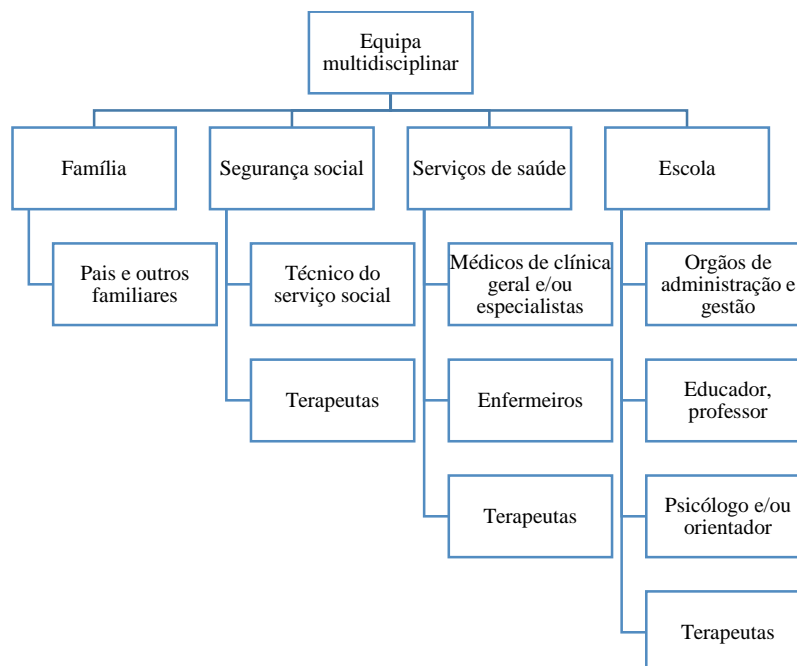 Equipa
multidisciplinar
Família
Segurança social
Serviços de saúde
Escola
Pais e outros
familiares
Técnico do
serviço social
Médicos de clínica
geral e/ou
especialistas
Orgãos de
administração e
gestão
Terapeutas
Enfermeiros
Educador,
professor
Terapeutas
Psicólogo e/ou
orientador
Terapeutas